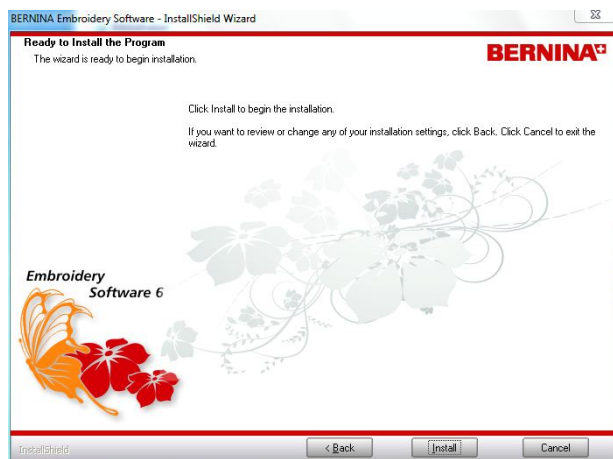 BERNINA Embroidery Software - InstallShield Wizard
Ready to Install the Program
The wizard is ready to begin installation.
BERNINA
Click Install to begin the installation.
If you want to review or change any of your installation settings, click Back. Click Cancel to exit the
wizard.
Embroidery
Software 6
InstallShield
< Back
Install
Cancel